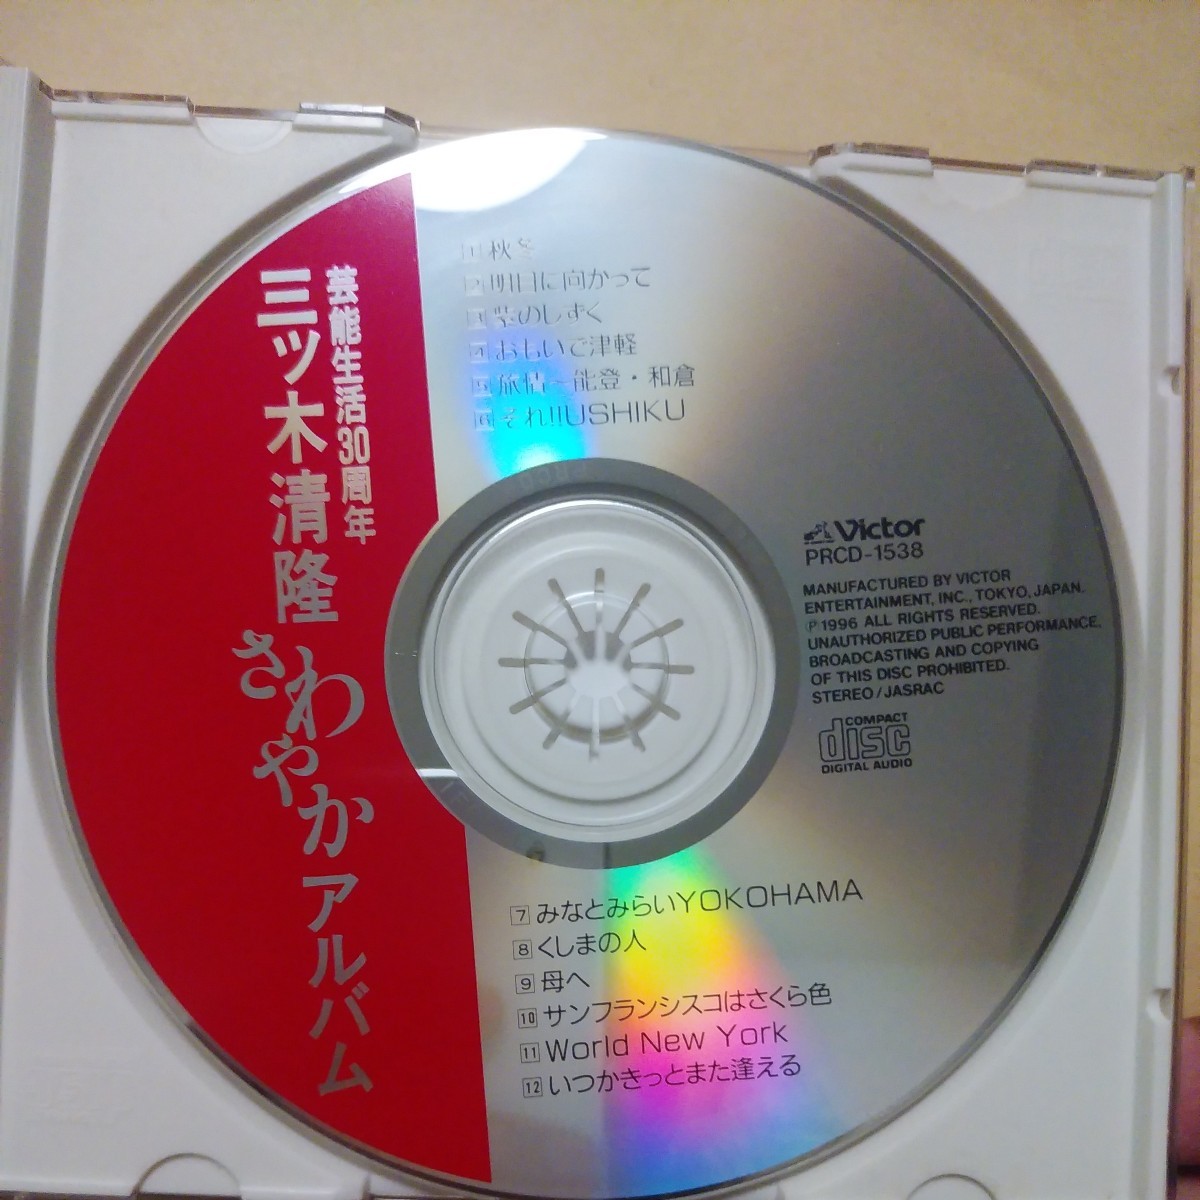 芸能生活30周年
三ツ木清隆
さわやかアルバム
1 秋冬
2 明日に向かって
3 のしずく
4 おもいで津軽
5 旅情〜能登・和倉
6 それ!!USHIKU
Victor
PRCD-1538
MANUFACTURED BY VICTOR
ENTERTAINMENT, INC., TOKYO, JAPAN.
Ⓟ1996 ALL RIGHTS RESERVED.
UNAUTHORIZED PUBLIC PERFORMANCE,
BROADCASTING AND COPYING
OF THIS DISC PROHIBITED.
STEREO/JASRAC
COMPACT
disc
DIGITAL AUDIO
7 みなとみらいYOKOHAMA
8 くしまの人
9 母へ
10 サンフランシスコはさくら色
11 World New York
12 いつかきっとまた逢える